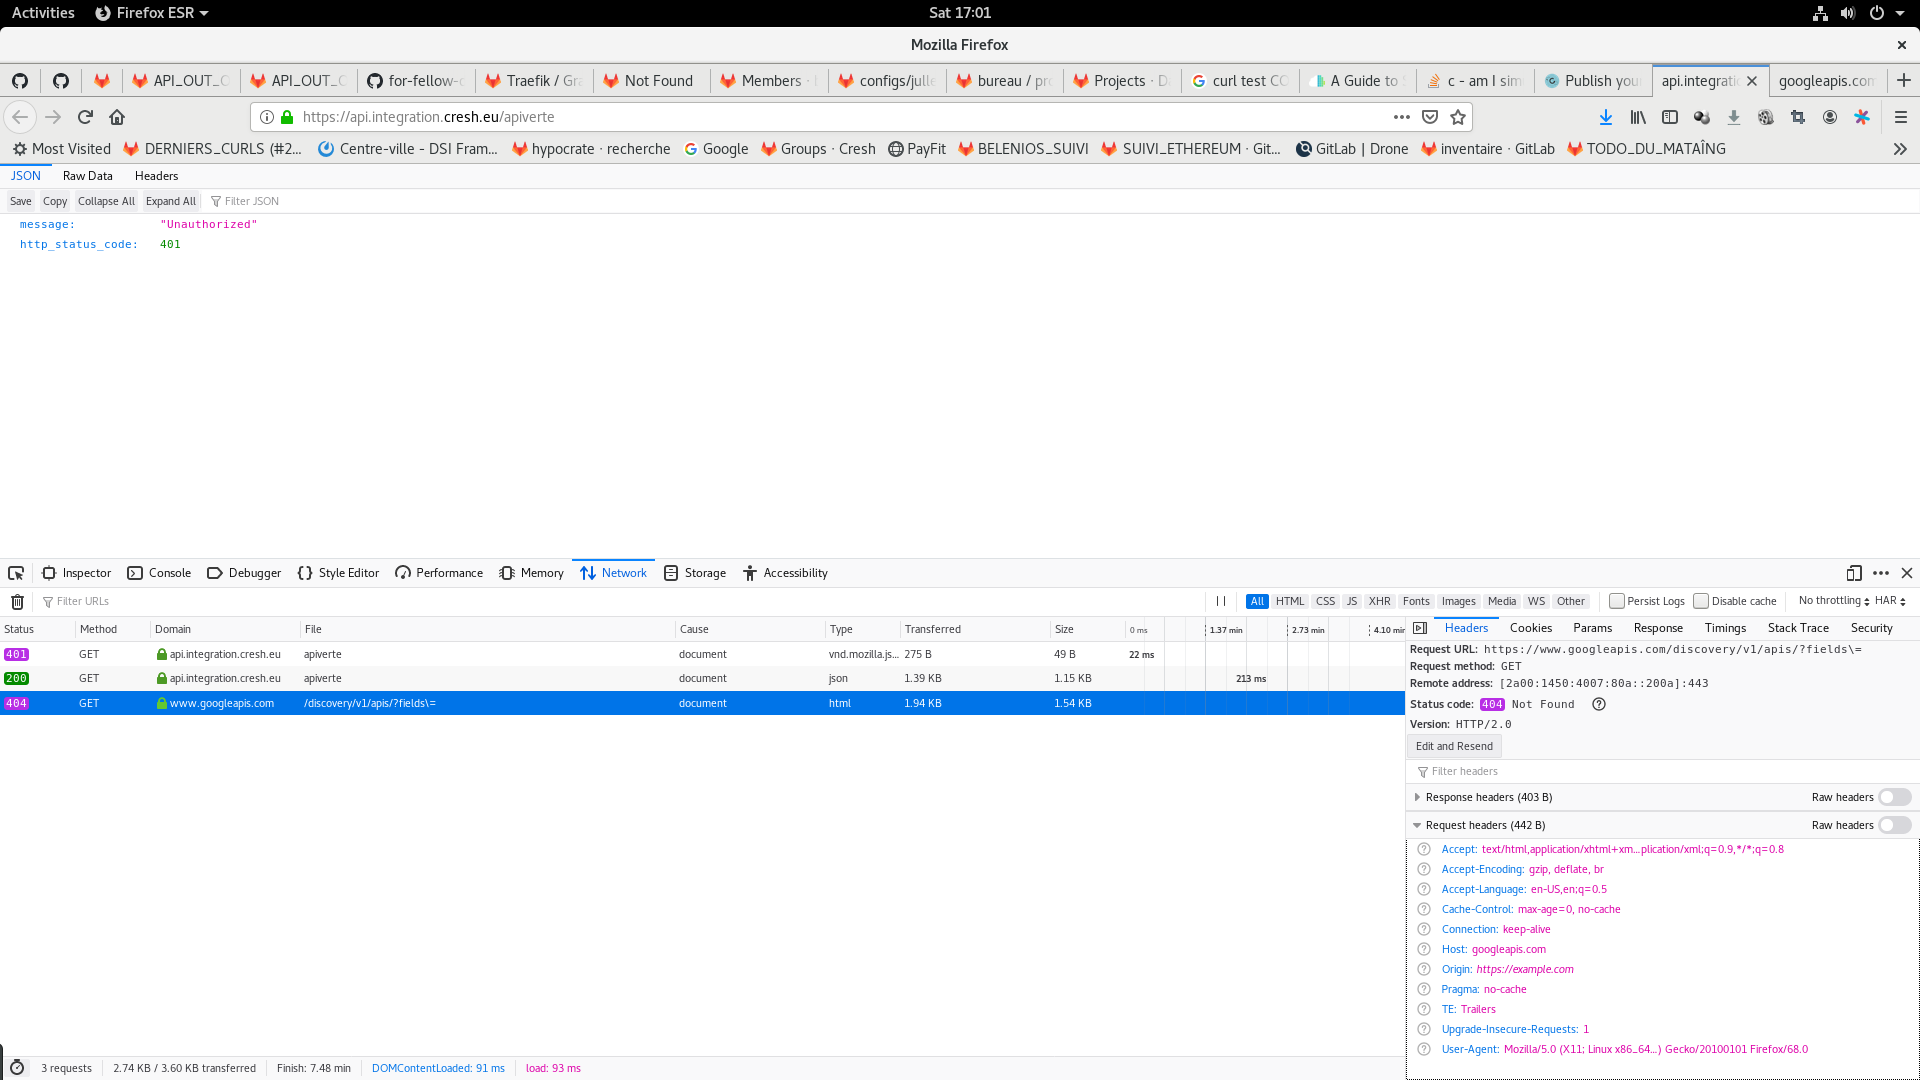 Activities Firefox ESR Sat 17:01
Mozilla Firefox
API_OUT_O API_OUT_C for-fellow- Traefik / Gra Not Found Members · configs/julle bureau / pro Projects · D curl test CO A Guide to c - am I sim Publish your api.integrati googleapis.com
https://api.integration.cresh.eu/apiverte
Most Visited DERNIERS_CURLS (#2... Centre-ville - DSI Fram... hypocrate · recherche Google Groups · Cresh PayFit BELENIOS_SUIVI SUIVI_ETHEREUM · Git... GitLab | Drone inventaire · GitLab TODO_DU_MATAÎNG
JSON Raw Data Headers
Save Copy Collapse All Expand All Filter JSON
message: "Unauthorized"
http_status_code: 401
Inspector Console Debugger Style Editor Performance Memory Network Storage Accessibility
Filter URLs All HTML CSS JS XHR Fonts Images Media WS Other Persist Logs Disable cache No throttling HAR
Status Method Domain File Cause Type Transferred Size 0 ms 1.37 min 2.73 min 4.10 min
401 GET api.integration.cresh.eu apiverte document vnd.mozilla.js... 275 B 49 B 22 ms
200 GET api.integration.cresh.eu apiverte document json 1.39 KB 1.15 KB 213 ms
404 GET www.googleapis.com /discovery/v1/apis/?fields\= document html 1.94 KB 1.54 KB
Headers Cookies Params Response Timings Stack Trace Security
Request URL: https://www.googleapis.com/discovery/v1/apis/?fields\=
Request method: GET
Remote address: [2a00:1450:4007:80a::200a]:443
Status code: 404 Not Found
Version: HTTP/2.0
Edit and Resend
Filter headers
Response headers (403 B) Raw headers
Request headers (442 B) Raw headers
Accept: text/html,application/xhtml+xm…plication/xml;q=0.9,*/*;q=0.8
Accept-Encoding: gzip, deflate, br
Accept-Language: en-US,en;q=0.5
Cache-Control: max-age=0, no-cache
Connection: keep-alive
Host: googleapis.com
Origin: https://example.com
Pragma: no-cache
TE: Trailers
Upgrade-Insecure-Requests: 1
User-Agent: Mozilla/5.0 (X11; Linux x86_64…) Gecko/20100101 Firefox/68.0
3 requests 2.74 KB / 3.60 KB transferred Finish: 7.48 min DOMContentLoaded: 91 ms load: 93 ms